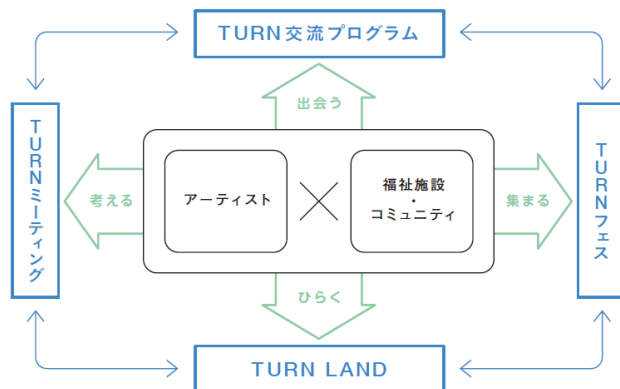 TURN交流プログラム
出会う
TURNミーティング
考える
アーティスト
福祉施設
・
コミュニティ
集まる
TURNフェス
ひらく
TURN LAND